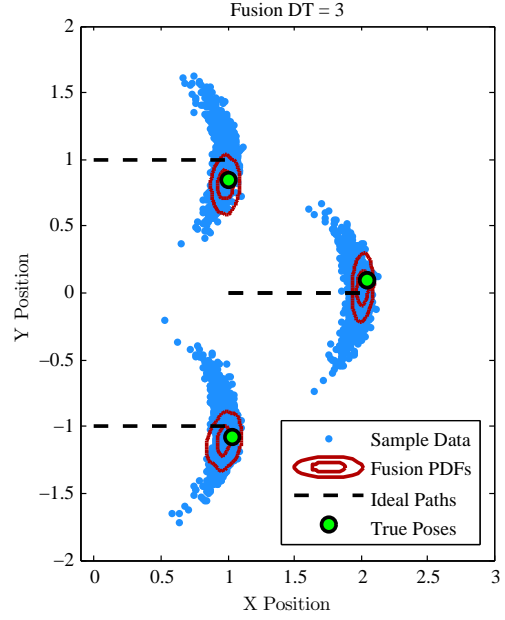 Fusion DT = 3
2
1.5
1
0.5
0
−0.5
−1
−1.5
−2
Y Position
0
0.5
1
1.5
2
2.5
3
X Position
Sample Data
Fusion PDFs
Ideal Paths
True Poses